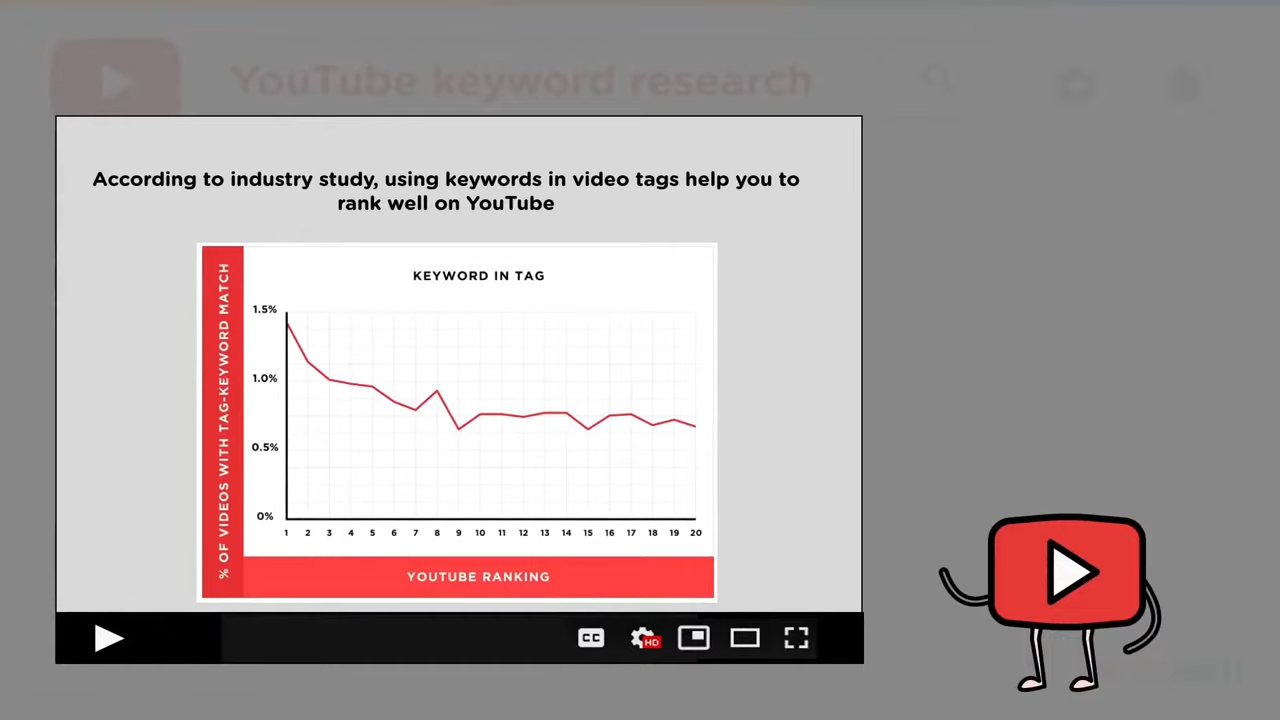 YouTube keyword research
According to industry study, using keywords in video tags help you to
rank well on YouTube
KEYWORD IN TAG
% OF VIDEOS WITH TAG-KEYWORD MATCH
1.5%
1.0%
0.5%
0%
1 2 3 4 5 6 7 8 9 10 11 12 13 14 15 16 17 18 19 20
YOUTUBE RANKING
CC
HD